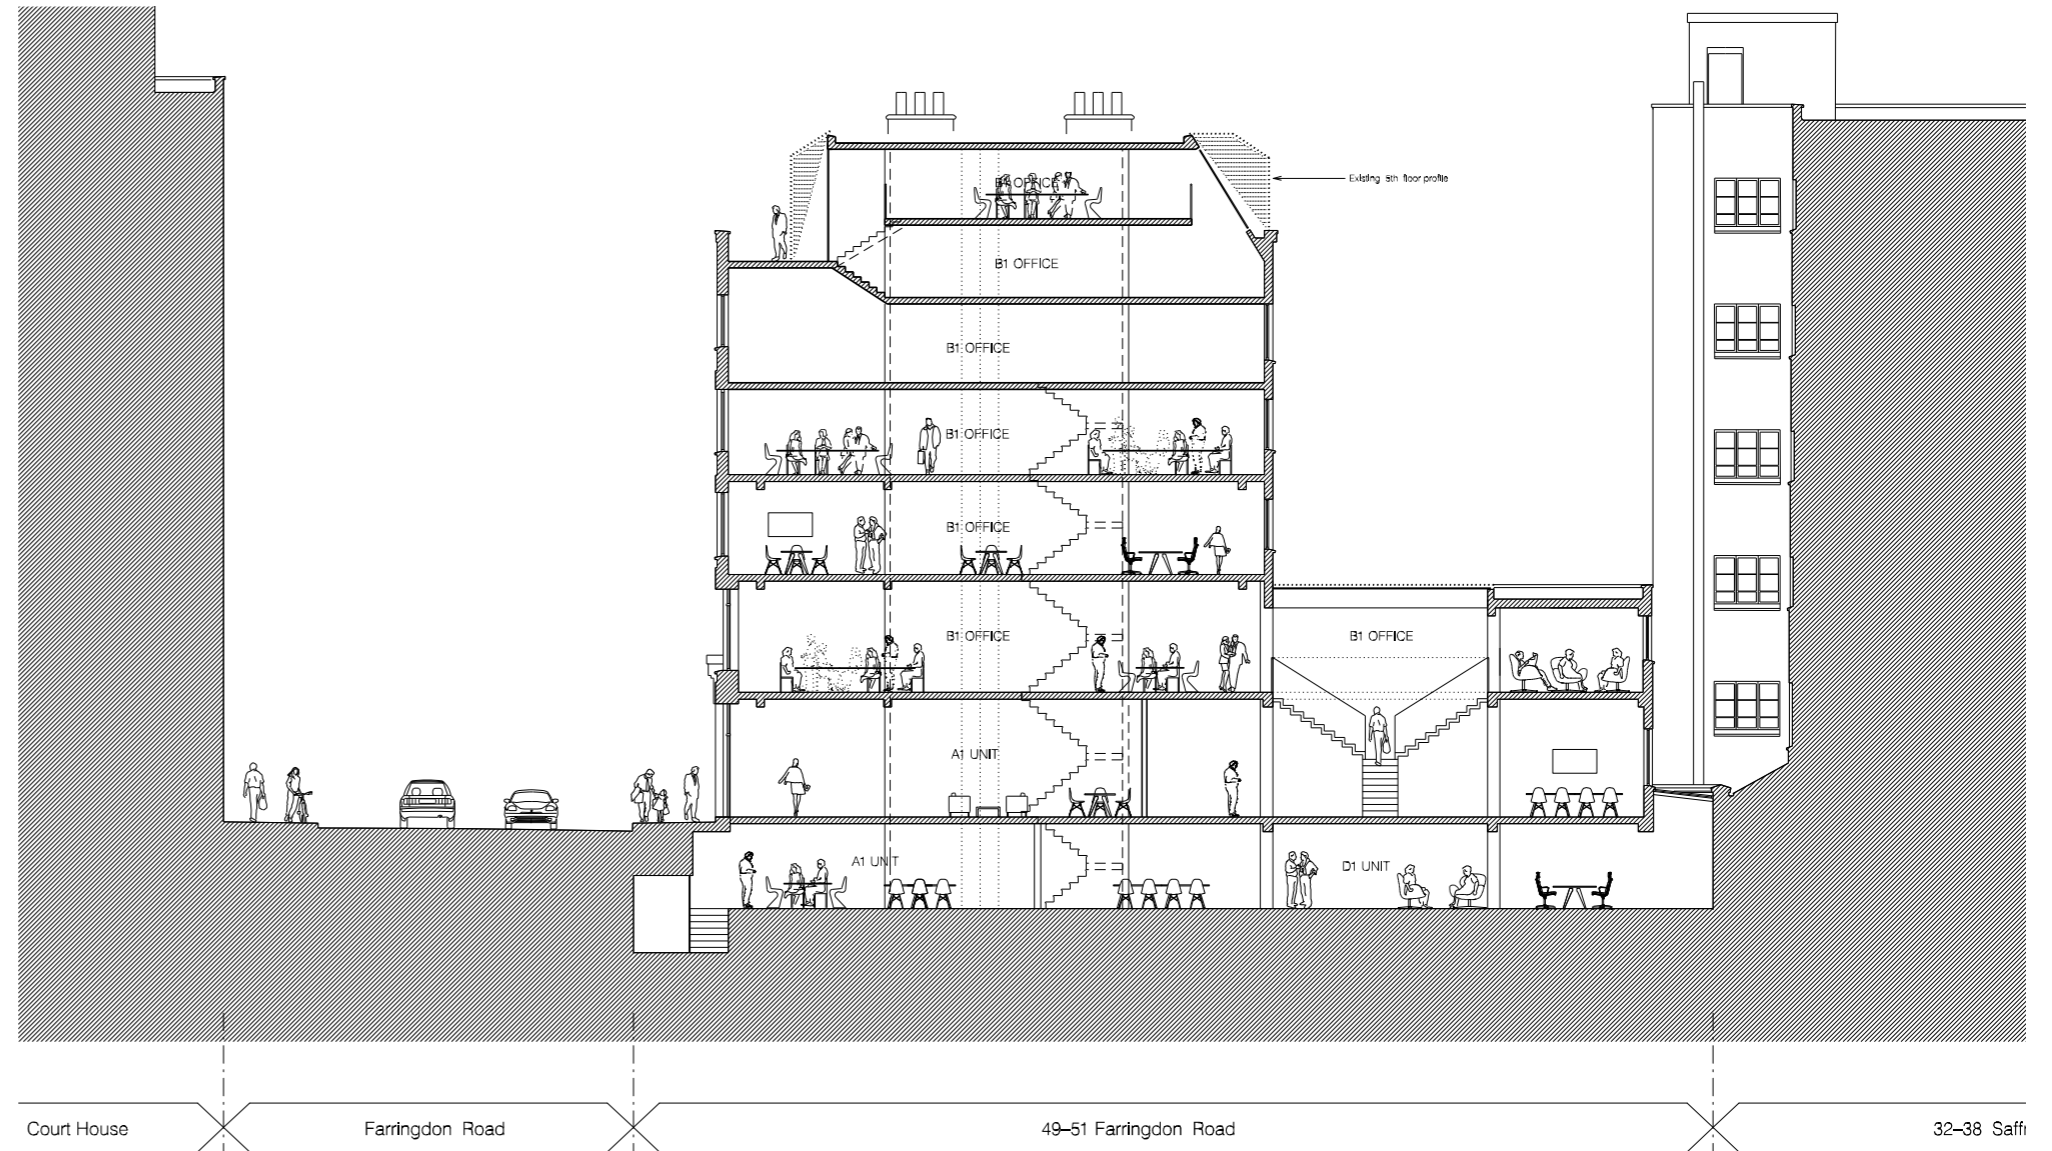 B1 OFFICE
Existing 5th floor profile
B1 OFFICE
B1 OFFICE
B1 OFFICE
B1 OFFICE
B1 OFFICE
B1 OFFICE
A1 UNIT
A1 UNIT
D1 UNIT
Court House
Farringdon Road
49–51 Farringdon Road
32–38 Saffr